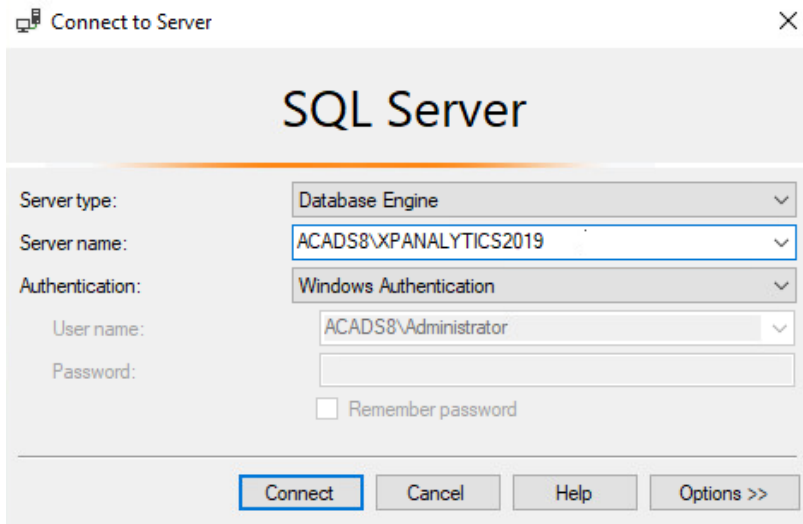 Connect to Server
SQL Server
Server type: Database Engine
Server name: ACADS8\XPANALYTICS2019
Authentication: Windows Authentication
User name: ACADS8\Administrator
Password:
Remember password
Connect Cancel Help Options >>